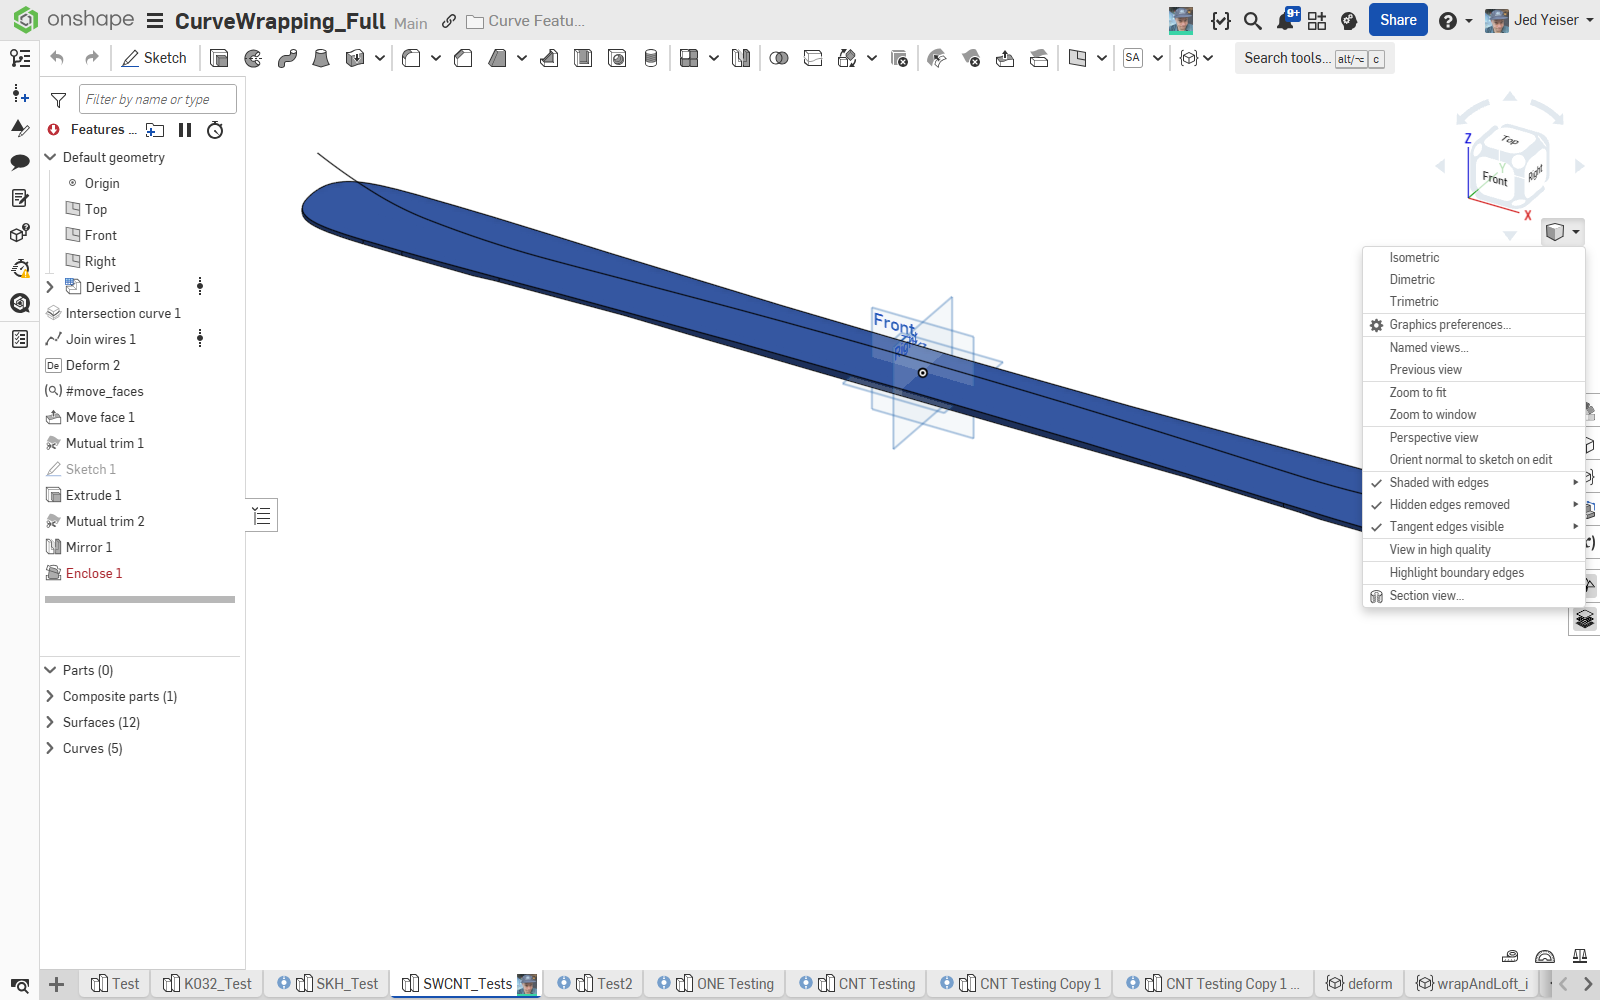 onshape CurveWrapping_Full Main Curve Featu... 9+ Share Jed Yeiser
Sketch SA Search tools... alt/⌥ c
Filter by name or type
Features ...
Default geometry
Origin
Top
Front
Right
Derived 1
Intersection curve 1
Join wires 1
De Deform 2
#move_faces
Move face 1
Mutual trim 1
Sketch 1
Extrude 1
Mutual trim 2
Mirror 1
Enclose 1
Parts (0)
Composite parts (1)
Surfaces (12)
Curves (5)
Front
Z
Top
Y
Front
Right
X
Isometric
Dimetric
Trimetric
Graphics preferences...
Named views...
Previous view
Zoom to fit
Zoom to window
Perspective view
Orient normal to sketch on edit
Shaded with edges
Hidden edges removed
Tangent edges visible
View in high quality
Highlight boundary edges
Section view...
Test K032_Test SKH_Test SWCNT_Tests Test2 ONE Testing CNT Testing CNT Testing Copy 1 CNT Testing Copy 1 ... deform wrapAndLoft_i